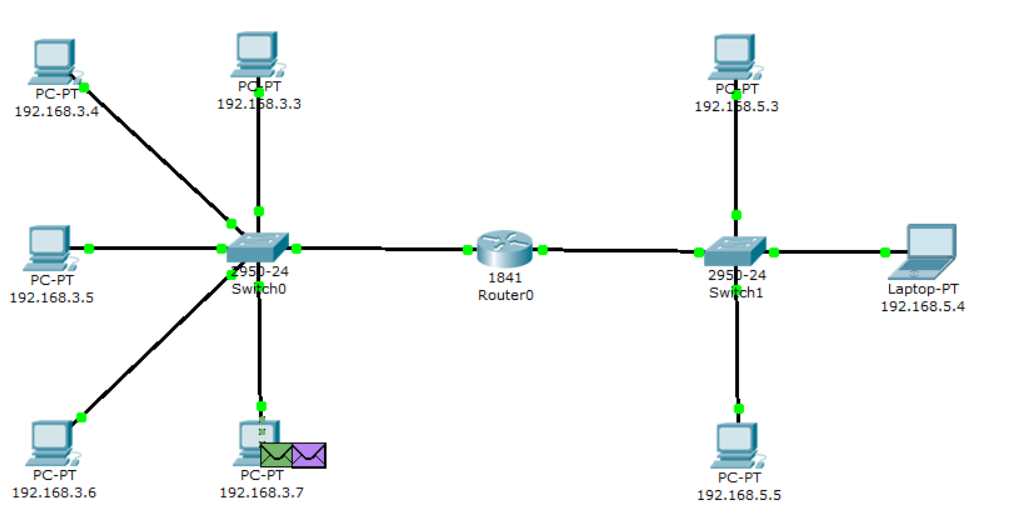 PC-PT
192.168.3.4
PC-PT
192.168.3.3
PC-PT
192.168.5.3
PC-PT
192.168.3.5
2950-24
Switch0
1841
Router0
2950-24
Switch1
Laptop-PT
192.168.5.4
PC-PT
192.168.3.6
PC-PT
192.168.3.7
PC-PT
192.168.5.5